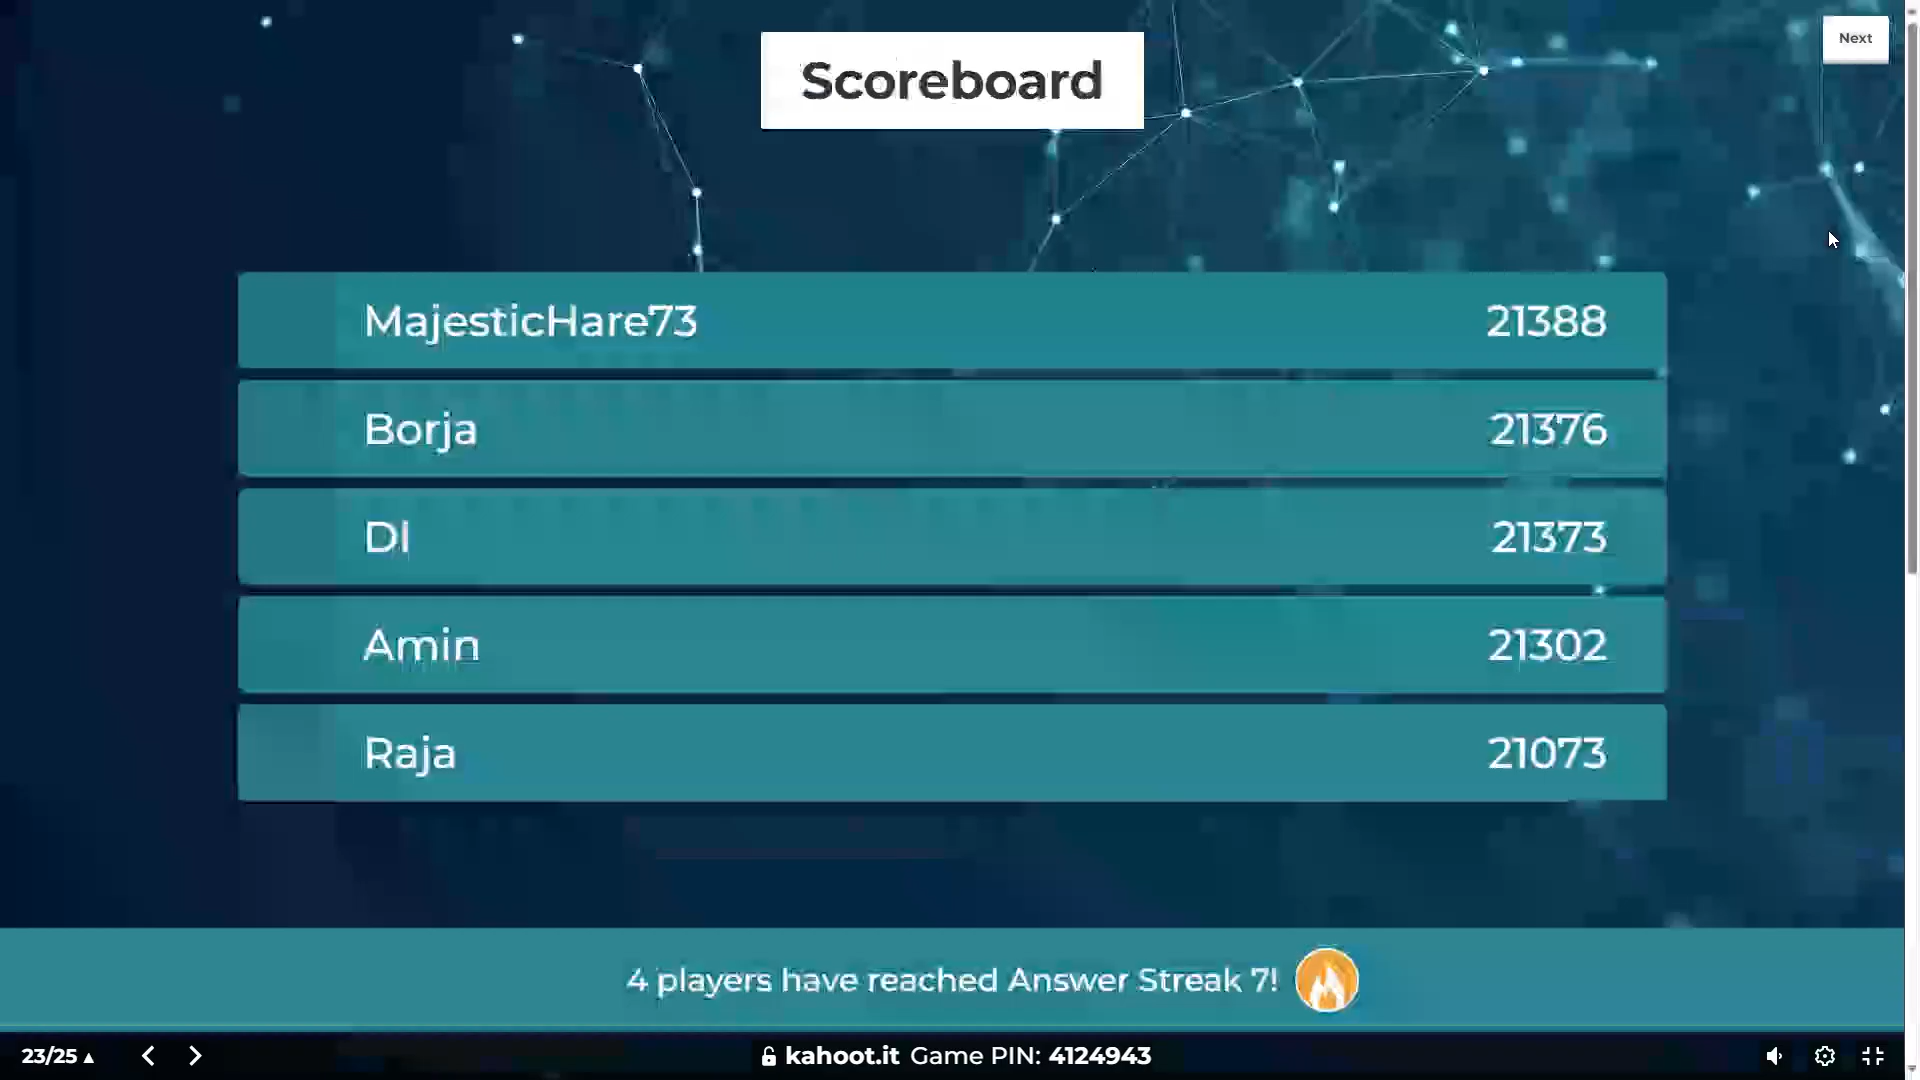 Next
Scoreboard
MajesticHare73 21388
Borja 21376
DI 21373
Amin 21302
Raja 21073
4 players have reached Answer Streak 7!
23/25 kahoot.it Game PIN: 4124943